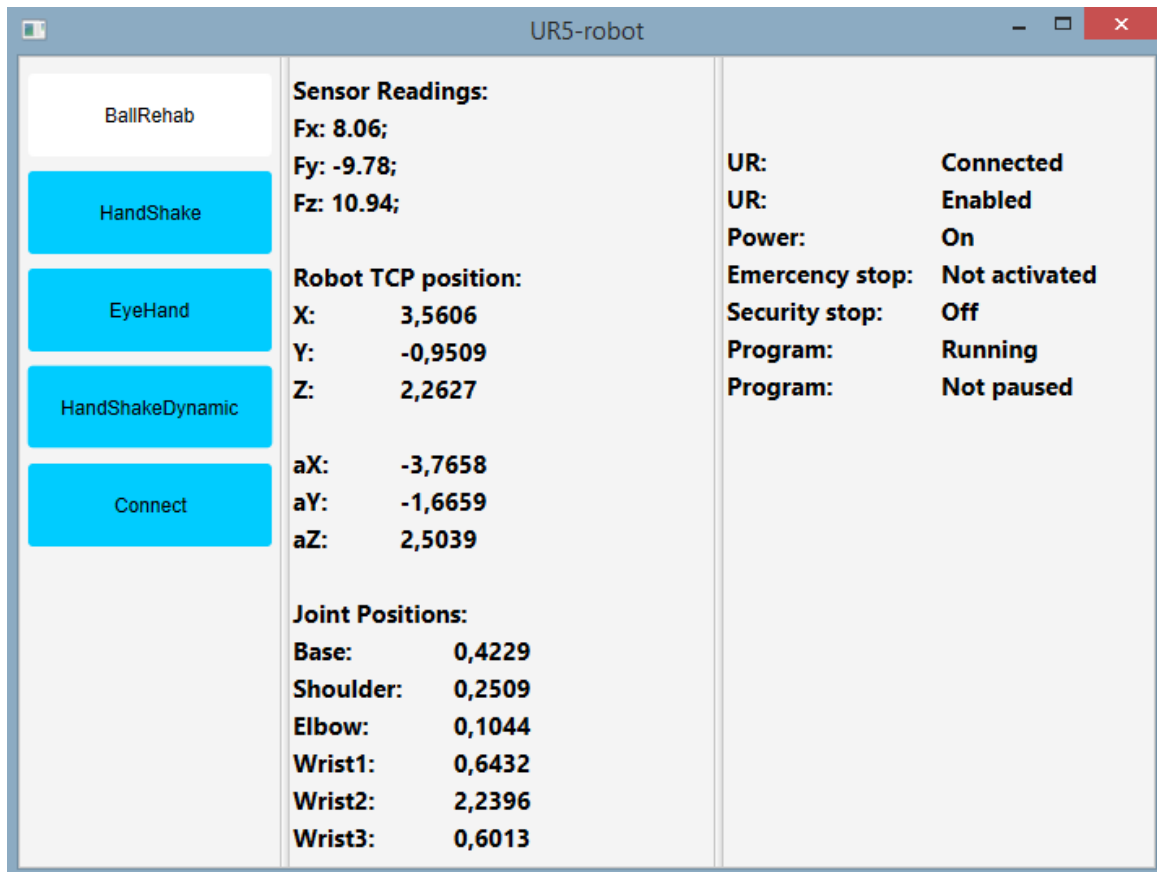 UR5-robot
BallRehab
HandShake
EyeHand
HandShakeDynamic
Connect
Sensor Readings:
Fx: 8.06;
Fy: -9.78;
Fz: 10.94;
Robot TCP position:
X: 3,5606
Y: -0,9509
Z: 2,2627
aX: -3,7658
aY: -1,6659
aZ: 2,5039
Joint Positions:
Base: 0,4229
Shoulder: 0,2509
Elbow: 0,1044
Wrist1: 0,6432
Wrist2: 2,2396
Wrist3: 0,6013
UR: Connected
UR: Enabled
Power: On
Emercency stop: Not activated
Security stop: Off
Program: Running
Program: Not paused